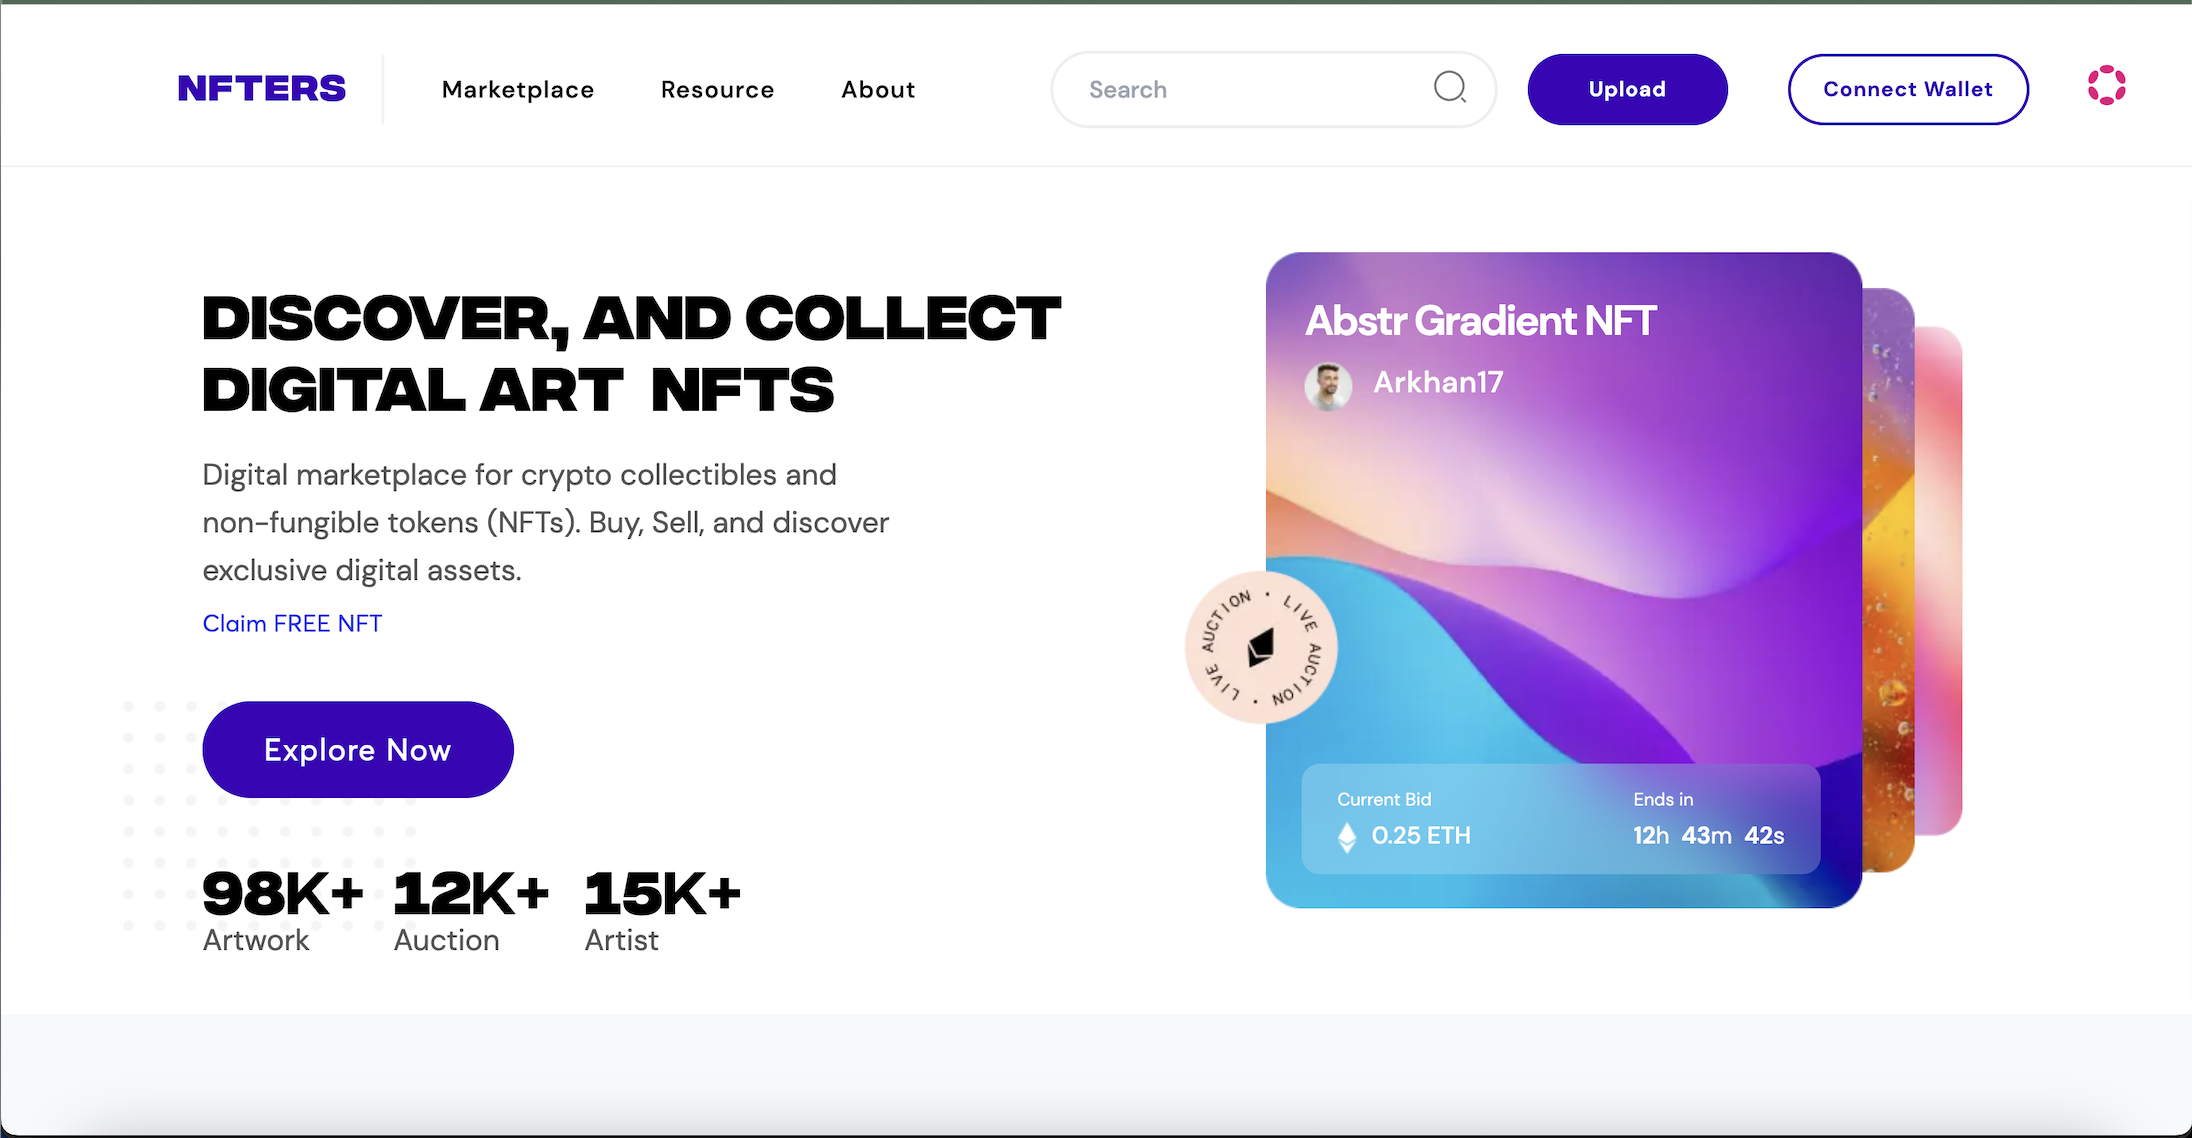 NFTERS
Marketplace Resource About
Search
Upload
Connect Wallet
DISCOVER, AND COLLECT
DIGITAL ART NFTS
Digital marketplace for crypto collectibles and
non-fungible tokens (NFTs). Buy, Sell, and discover
exclusive digital assets.
Claim FREE NFT
Explore Now
98K+ 12K+ 15K+
Artwork Auction Artist
Abstr Gradient NFT
Arkhan17
LIVE AUCTION • LIVE AUCTION •
Current Bid Ends in
0.25 ETH 12h 43m 42s